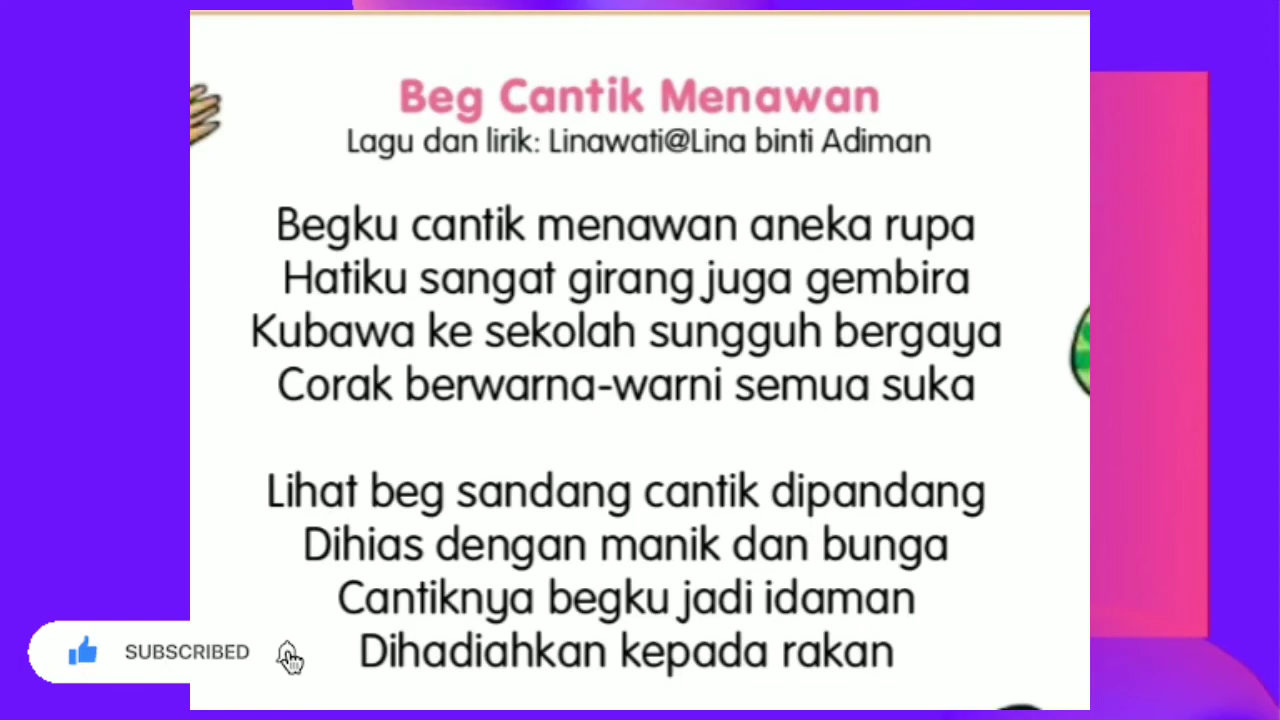 Beg Cantik Menawan
Lagu dan lirik: Linawati@Lina binti Adiman
Begku cantik menawan aneka rupa
Hatiku sangat girang juga gembira
Kubawa ke sekolah sungguh bergaya
Corak berwarna-warni semua suka
Lihat beg sandang cantik dipandang
Dihias dengan manik dan bunga
Cantiknya begku jadi idaman
Dihadiahkan kepada rakan
SUBSCRIBED